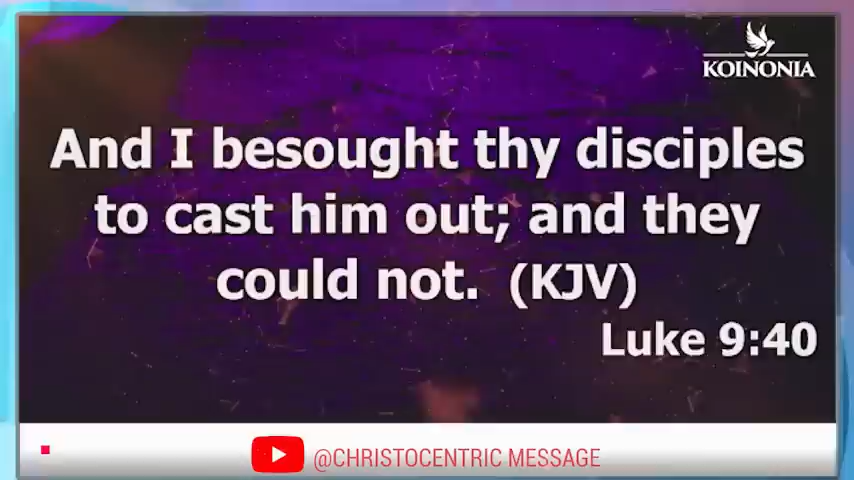 KOINONIA
And I besought thy disciples
to cast him out; and they
could not. (KJV)
Luke 9:40
@CHRISTOCENTRIC MESSAGE